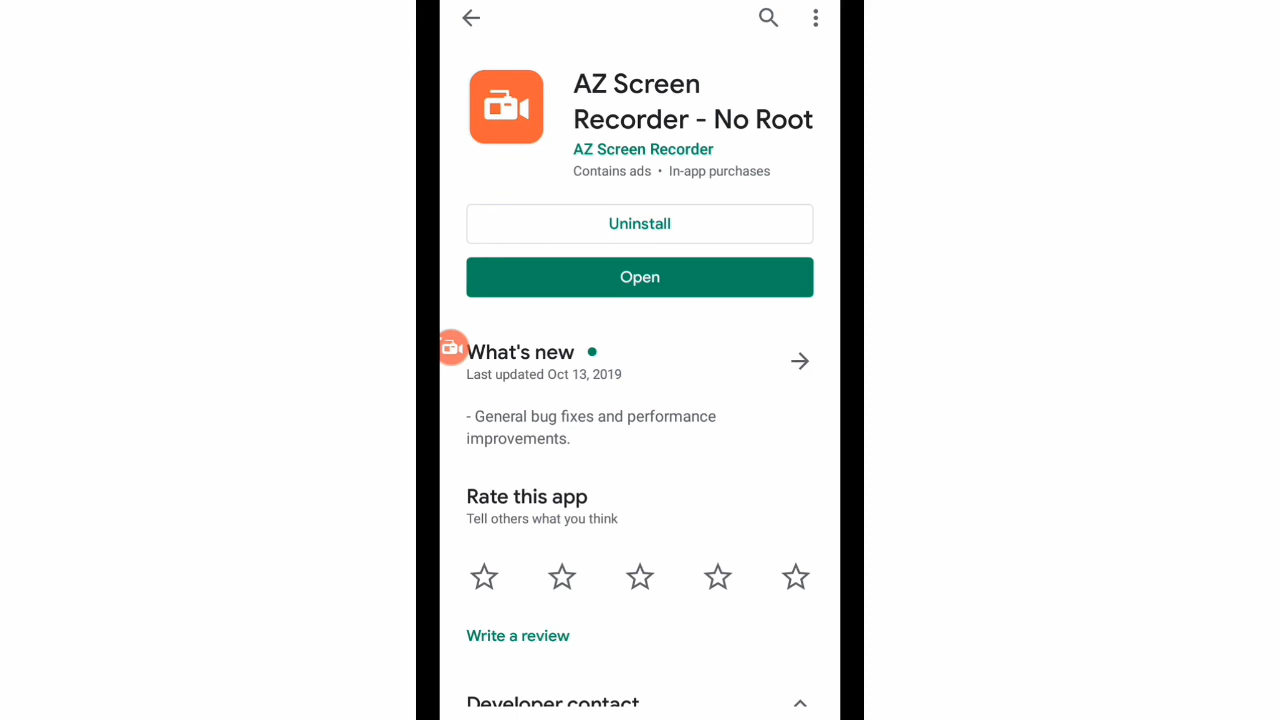 AZ Screen
Recorder - No Root
AZ Screen Recorder
Contains ads • In-app purchases
Uninstall
Open
What's new
Last updated Oct 13, 2019
- General bug fixes and performance
improvements.
Rate this app
Tell others what you think
Write a review
Developer contact